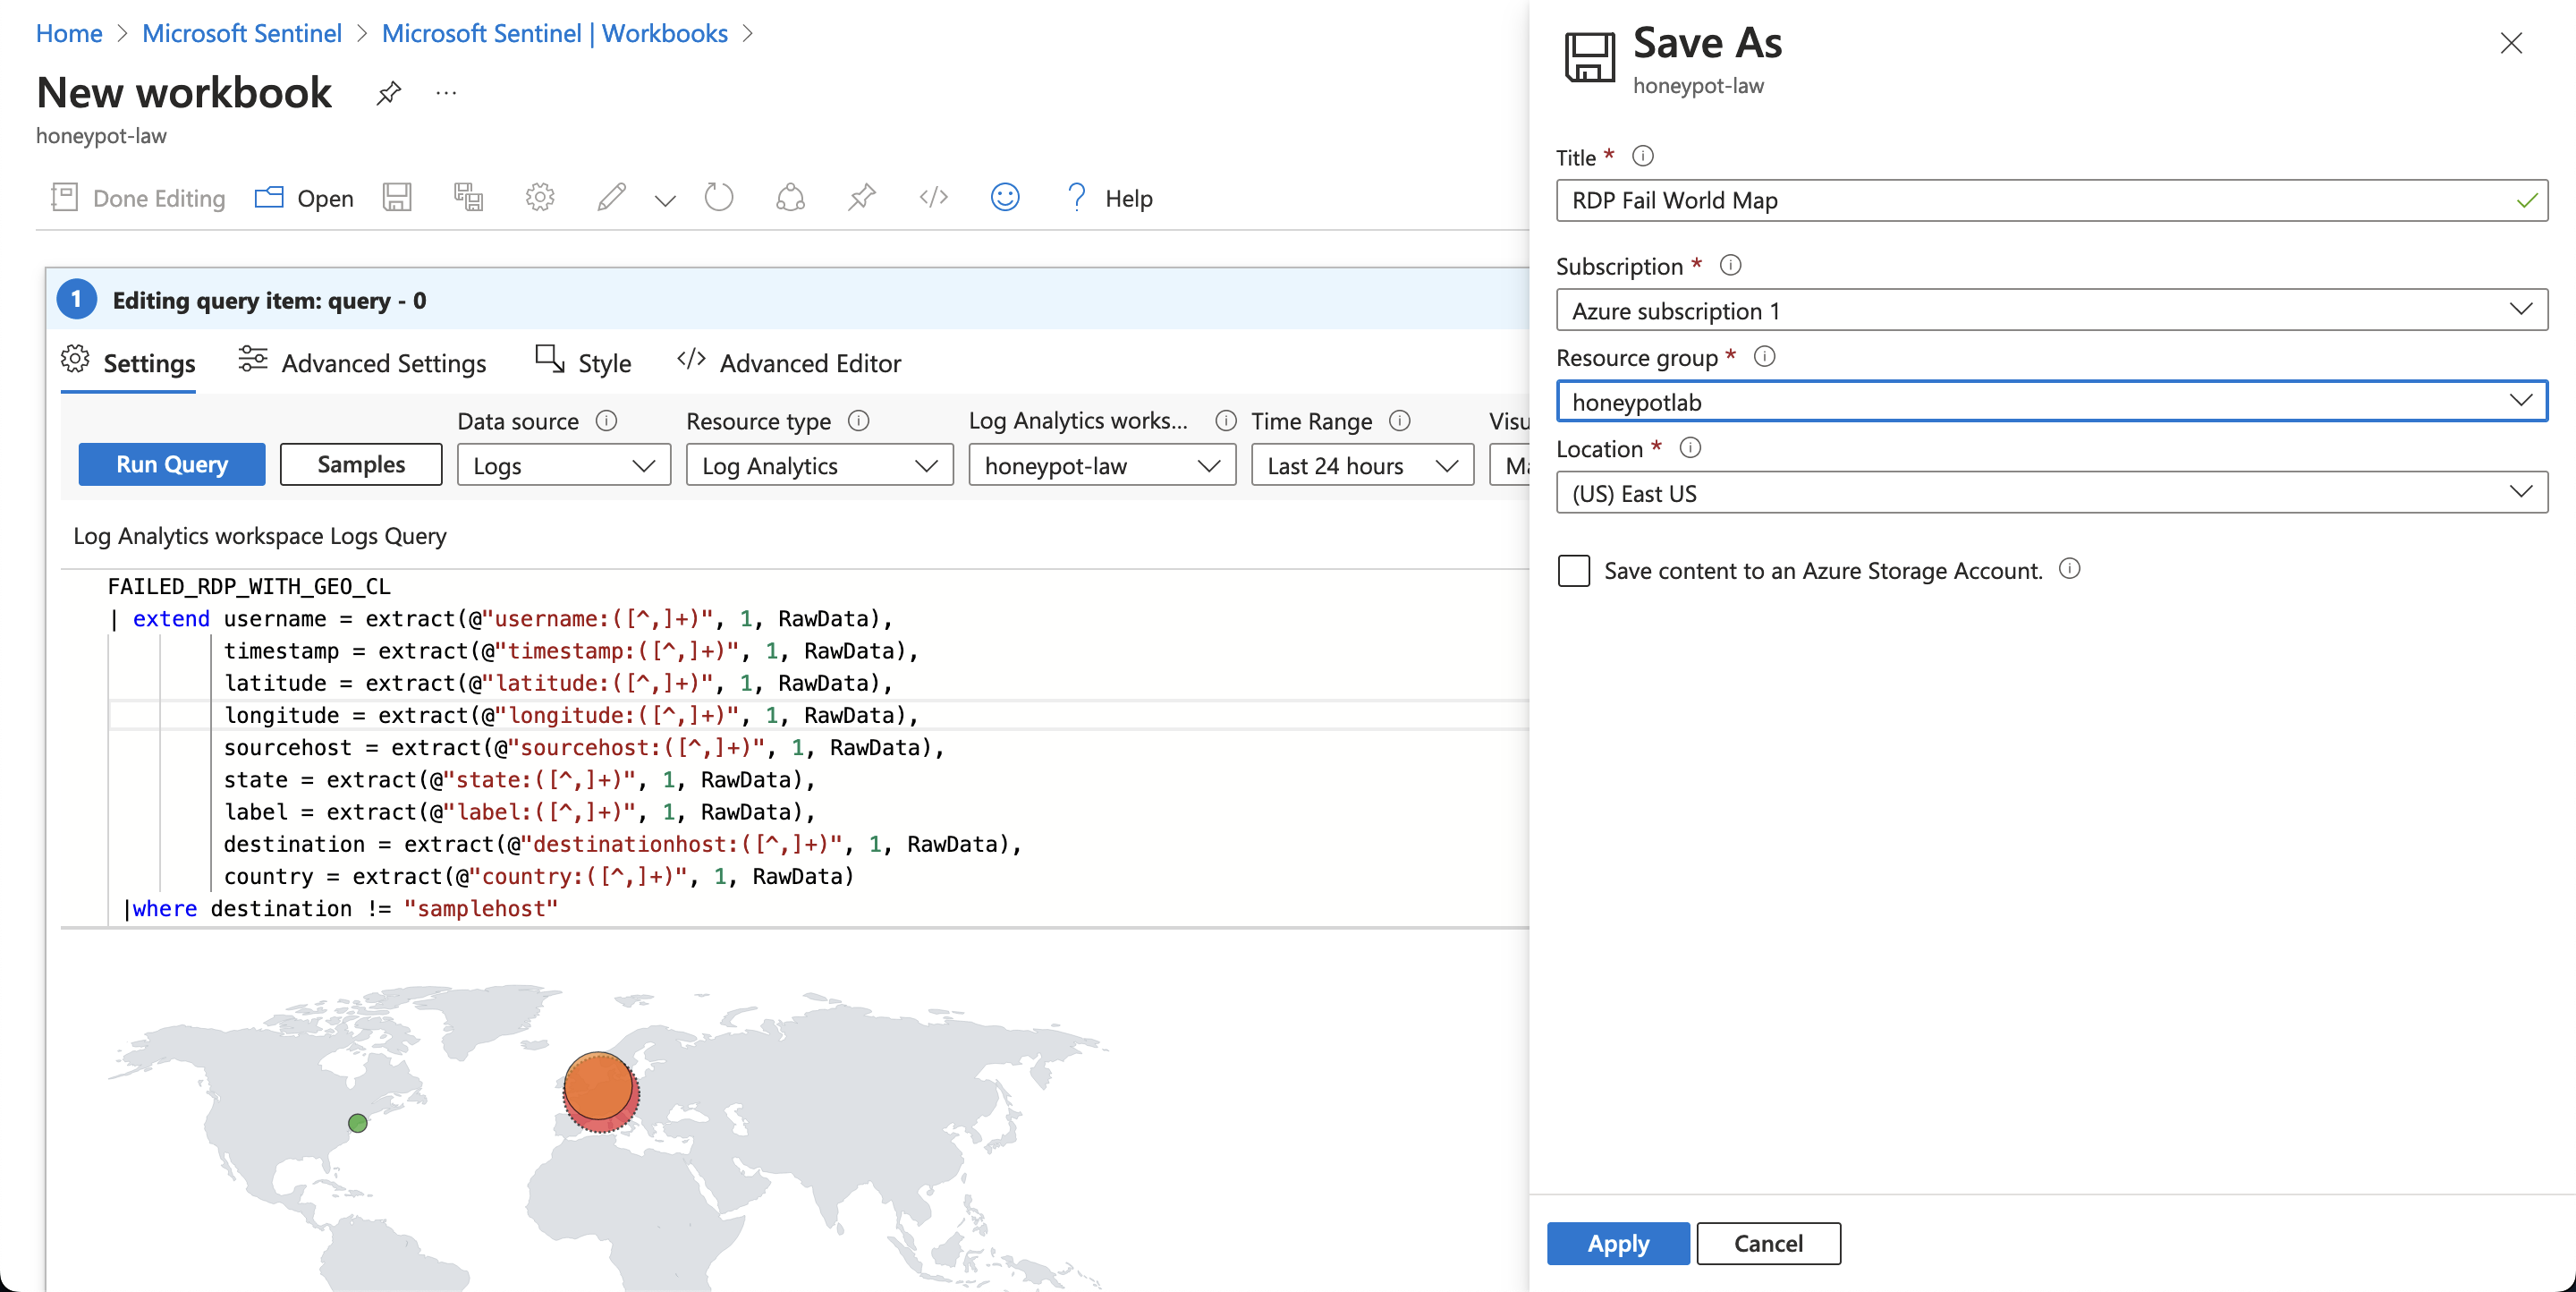 Home > Microsoft Sentinel > Microsoft Sentinel | Workbooks >
New workbook ...
honeypot-law
Done Editing Open </> ? Help
1 Editing query item: query - 0
Settings Advanced Settings Style </> Advanced Editor
Data source Resource type Log Analytics works... Time Range Visu
Run Query Samples Logs Log Analytics honeypot-law Last 24 hours
Log Analytics workspace Logs Query
FAILED_RDP_WITH_GEO_CL
| extend username = extract(@"username:([^,]+)", 1, RawData),
timestamp = extract(@"timestamp:([^,]+)", 1, RawData),
latitude = extract(@"latitude:([^,]+)", 1, RawData),
longitude = extract(@"longitude:([^,]+)", 1, RawData),
sourcehost = extract(@"sourcehost:([^,]+)", 1, RawData),
state = extract(@"state:([^,]+)", 1, RawData),
label = extract(@"label:([^,]+)", 1, RawData),
destination = extract(@"destinationhost:([^,]+)", 1, RawData),
country = extract(@"country:([^,]+)", 1, RawData)
|where destination != "samplehost"
Save As
honeypot-law
Title *
RDP Fail World Map
Subscription *
Azure subscription 1
Resource group *
honeypotlab
Location *
(US) East US
Save content to an Azure Storage Account.
Apply Cancel